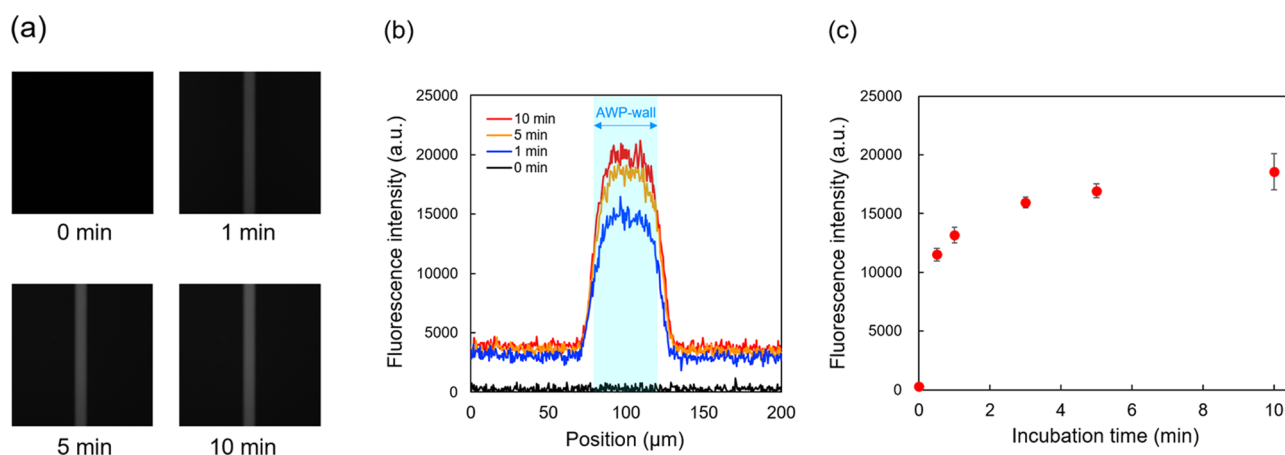 (a)
0 min
1 min
5 min
10 min
(b)
Fluorescence intensity (a.u.)
25000
20000
15000
10000
5000
0
10 min
5 min
1 min
0 min
AWP-wall
0
50
100
150
200
Position (µm)
(c)
Fluorescence intensity (a.u.)
25000
20000
15000
10000
5000
0
0
2
4
6
8
10
Incubation time (min)